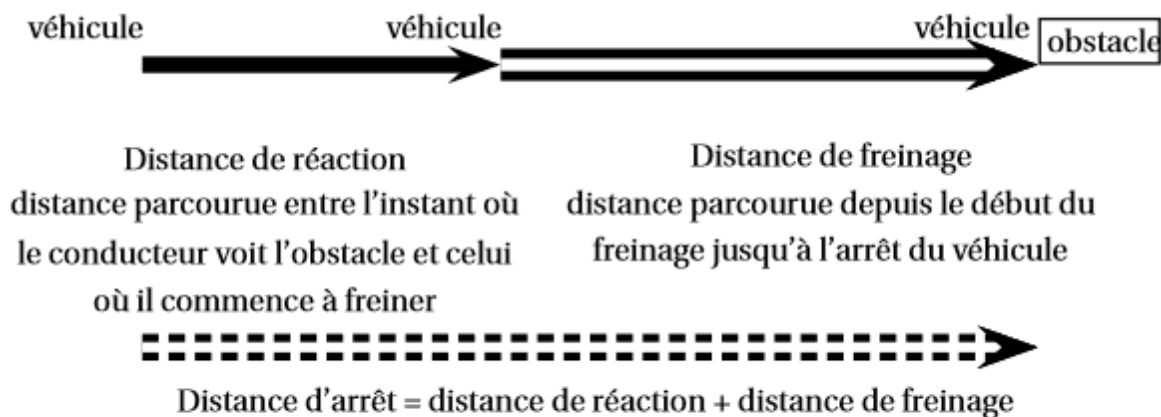 véhicule véhicule véhicule obstacle
Distance de réaction
distance parcourue entre l'instant où
le conducteur voit l'obstacle et celui
où il commence à freiner
Distance de freinage
distance parcourue depuis le début du
freinage jusqu'à l'arrêt du véhicule
Distance d'arrêt = distance de réaction + distance de freinage